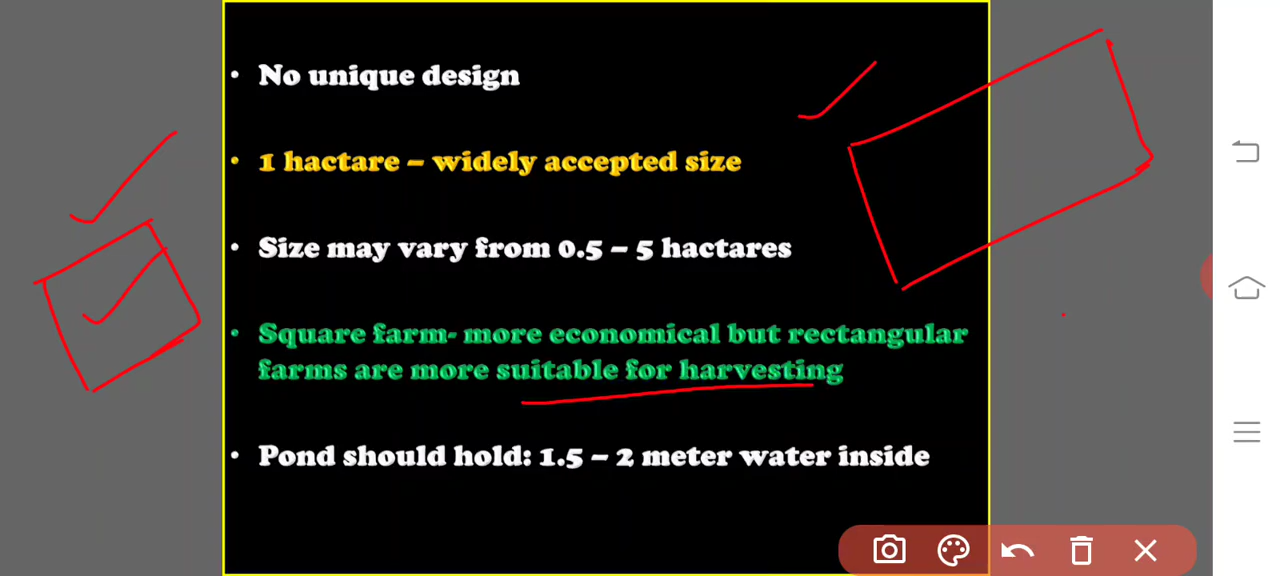 • No unique design
• 1 hactare – widely accepted size
• Size may vary from 0.5 – 5 hactares
• Square farm- more economical but rectangular
farms are more suitable for harvesting
• Pond should hold: 1.5 – 2 meter water inside